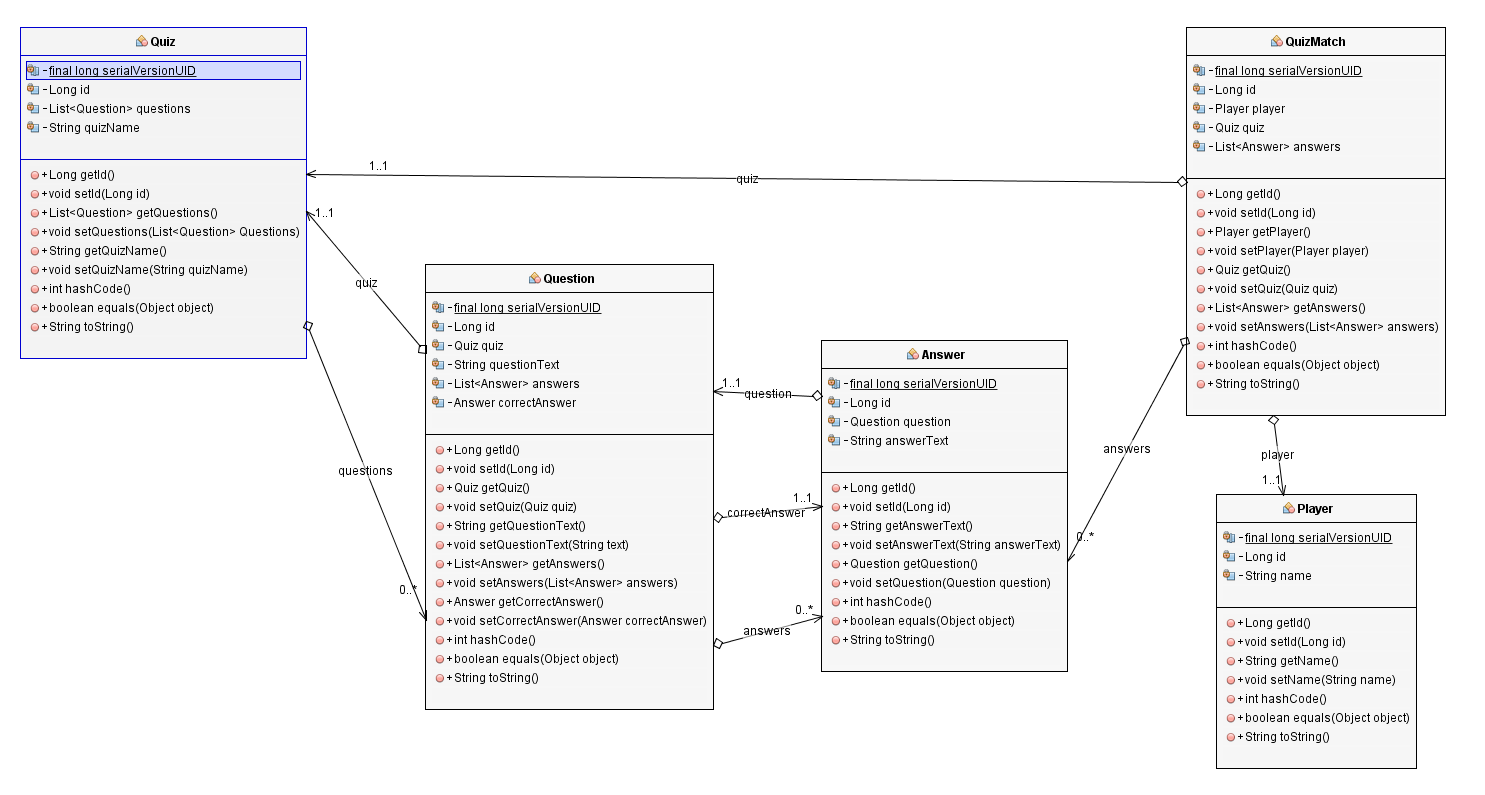 Quiz
-final long serialVersionUID
-Long id
-List<Question> questions
-String quizName
+Long getId()
+void setId(Long id)
+List<Question> getQuestions()
+void setQuestions(List<Question> Questions)
+String getQuizName()
+void setQuizName(String quizName)
+int hashCode()
+boolean equals(Object object)
+String toString()
1..1
quiz
1..1
quiz
questions
0..*
Question
-final long serialVersionUID
-Long id
-Quiz quiz
-String questionText
-List<Answer> answers
-Answer correctAnswer
+Long getId()
+void setId(Long id)
+Quiz getQuiz()
+void setQuiz(Quiz quiz)
+String getQuestionText()
+void setQuestionText(String text)
+List<Answer> getAnswers()
+void setAnswers(List<Answer> answers)
+Answer getCorrectAnswer()
+void setCorrectAnswer(Answer correctAnswer)
+int hashCode()
+boolean equals(Object object)
+String toString()
1..1
question
1..1
correctAnswer
0..*
answers
Answer
-final long serialVersionUID
-Long id
-Question question
-String answerText
+Long getId()
+void setId(Long id)
+String getAnswerText()
+void setAnswerText(String answerText)
+Question getQuestion()
+void setQuestion(Question question)
+int hashCode()
+boolean equals(Object object)
+String toString()
answers
0..*
QuizMatch
-final long serialVersionUID
-Long id
-Player player
-Quiz quiz
-List<Answer> answers
+Long getId()
+void setId(Long id)
+Player getPlayer()
+void setPlayer(Player player)
+Quiz getQuiz()
+void setQuiz(Quiz quiz)
+List<Answer> getAnswers()
+void setAnswers(List<Answer> answers)
+int hashCode()
+boolean equals(Object object)
+String toString()
player
1..1
Player
-final long serialVersionUID
-Long id
-String name
+Long getId()
+void setId(Long id)
+String getName()
+void setName(String name)
+int hashCode()
+boolean equals(Object object)
+String toString()